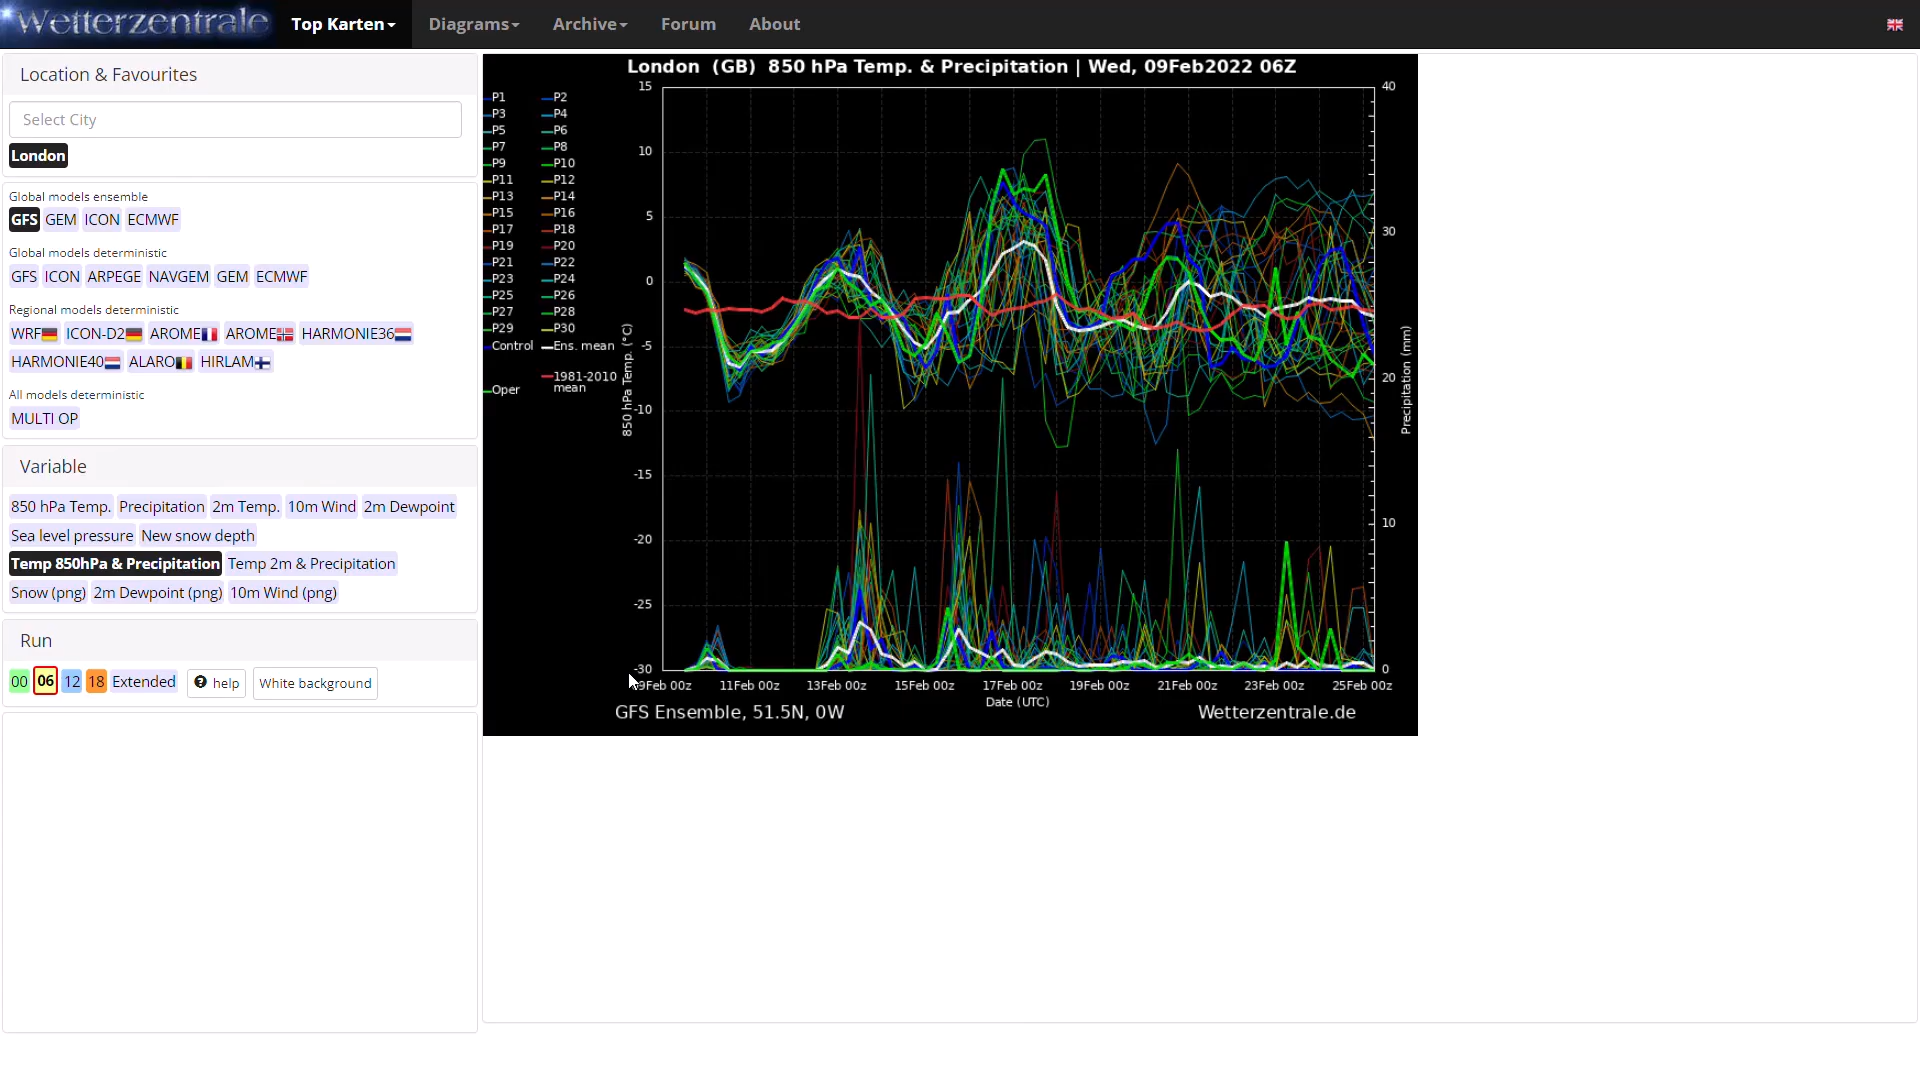 Wetterzentrale Top Karten Diagrams Archive Forum About
Location & Favourites
Select City
London
Global models ensemble
GFS GEM ICON ECMWF
Global models deterministic
GFS ICON ARPEGE NAVGEM GEM ECMWF
Regional models deterministic
WRF ICON-D2 AROME AROME HARMONIE36
HARMONIE40 ALARO HIRLAM
All models deterministic
MULTI OP
Variable
850 hPa Temp. Precipitation 2m Temp. 10m Wind 2m Dewpoint
Sea level pressure New snow depth
Temp 850hPa & Precipitation Temp 2m & Precipitation
Snow (png) 2m Dewpoint (png) 10m Wind (png)
Run
00 06 12 18 Extended help White background
London (GB) 850 hPa Temp. & Precipitation | Wed, 09Feb2022 06Z
P1 P2
P3 P4
P5 P6
P7 P8
P9 P10
P11 P12
P13 P14
P15 P16
P17 P18
P19 P20
P21 P22
P23 P24
P25 P26
P27 P28
P29 P30
Control Ens. mean
Oper 1981-2010
mean
850 hPa Temp. (°C)
15
10
5
0
-5
-10
-15
-20
-25
-30
40
30
20
10
0
Precipitation (mm)
9Feb 00z 11Feb 00z 13Feb 00z 15Feb 00z 17Feb 00z 19Feb 00z 21Feb 00z 23Feb 00z 25Feb 00z
Date (UTC)
GFS Ensemble, 51.5N, 0W Wetterzentrale.de